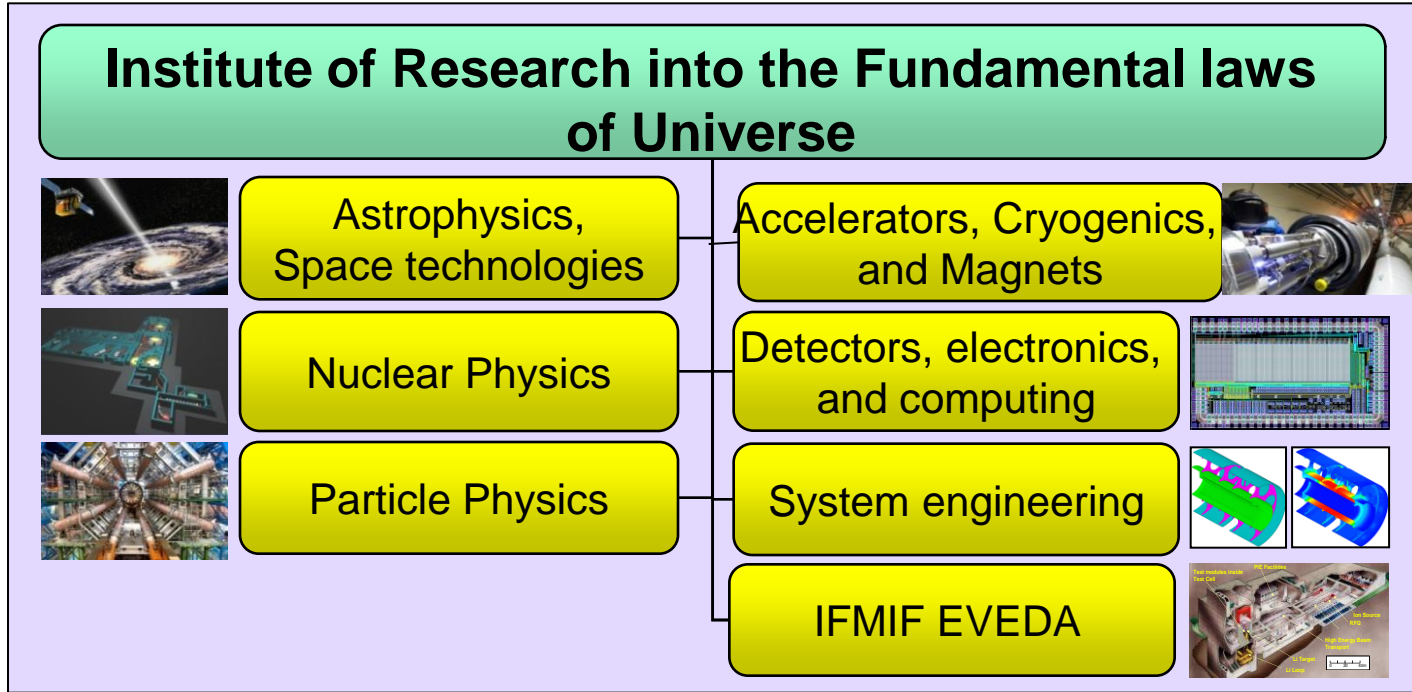 Institute of Research into the Fundamental laws
of Universe
Astrophysics,
Space technologies
Accelerators, Cryogenics,
and Magnets
Nuclear Physics
Detectors, electronics,
and computing
Particle Physics
System engineering
IFMIF EVEDA
Test modules inside
Test Cell
PIE Facilities
Ion Source
RFQ
High Energy Beam
Transport
Li Target
Li Loop